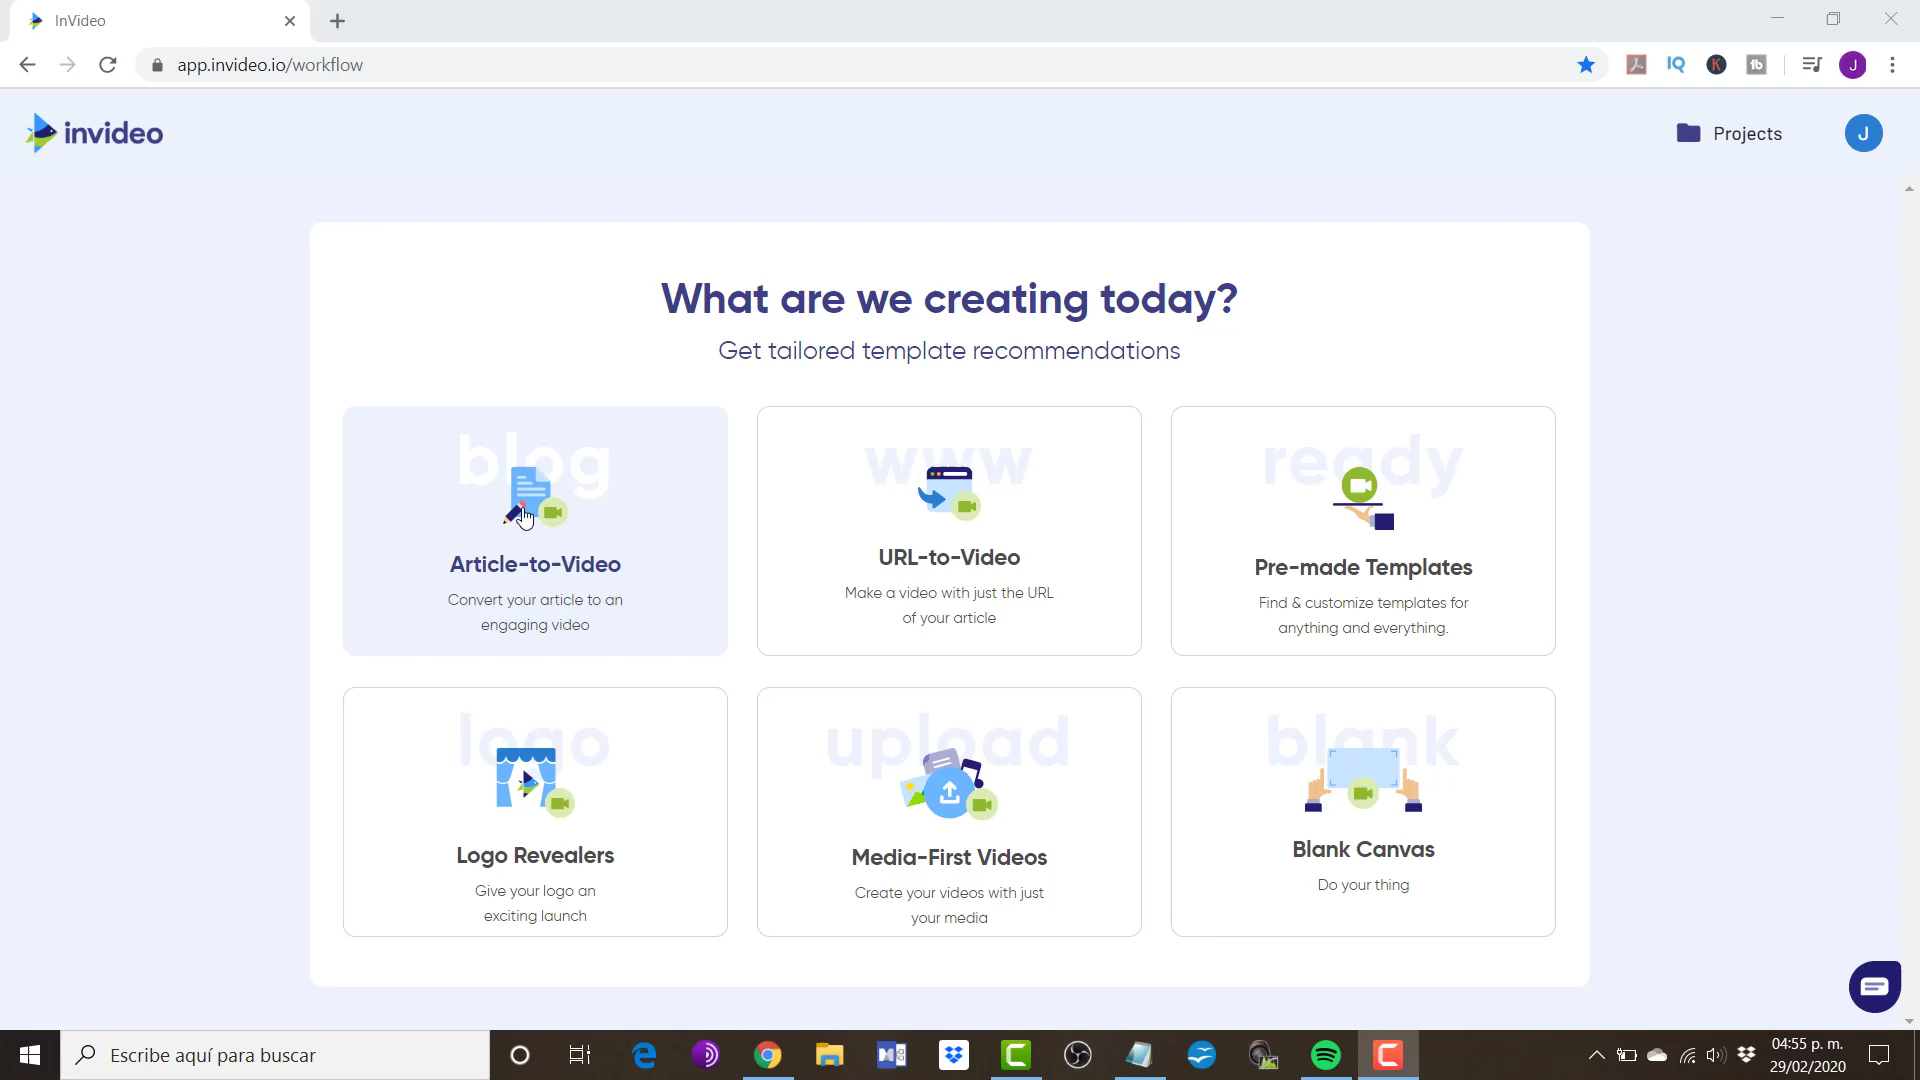 InVideo
app.invideo.io/workflow
IQ
K
tb
J
invideo
Projects
J
What are we creating today?
Get tailored template recommendations
blog
Article-to-Video
Convert your article to an
engaging video
www
URL-to-Video
Make a video with just the URL
of your article
ready
Pre-made Templates
Find & customize templates for
anything and everything.
logo
Logo Revealers
Give your logo an
exciting launch
upload
Media-First Videos
Create your videos with just
your media
blank
Blank Canvas
Do your thing
Escribe aquí para buscar
04:55 p. m.
29/02/2020